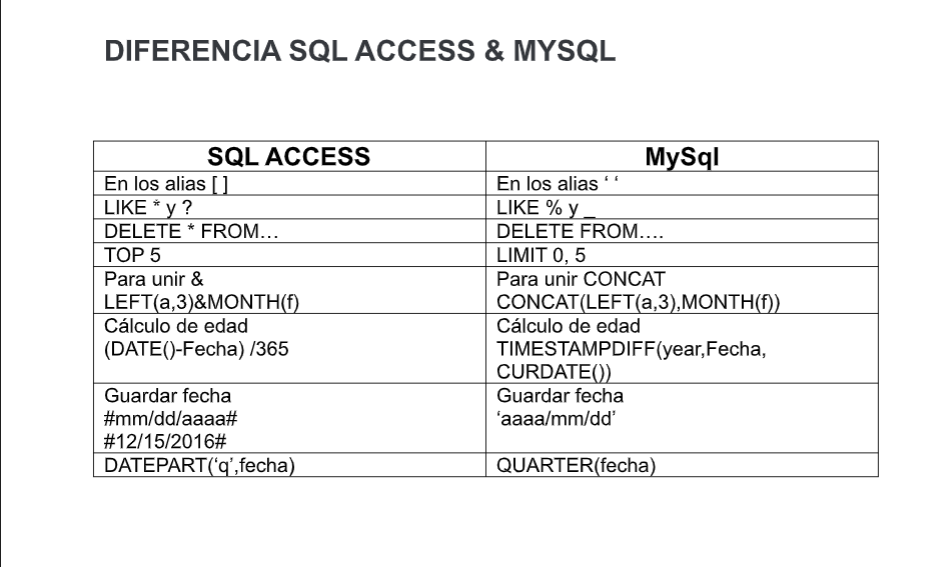 DIFERENCIA SQL ACCESS & MYSQL
SQL ACCESS
MySql
En los alias [ ]
En los alias ‘ ‘
LIKE * y ?
LIKE % y _
DELETE * FROM…
DELETE FROM….
TOP 5
LIMIT 0, 5
Para unir &
LEFT(a,3)&MONTH(f)
Para unir CONCAT
CONCAT(LEFT(a,3),MONTH(f))
Cálculo de edad
(DATE()-Fecha) /365
Cálculo de edad
TIMESTAMPDIFF(year,Fecha,
CURDATE())
Guardar fecha
#mm/dd/aaaa#
#12/15/2016#
Guardar fecha
‘aaaa/mm/dd’
DATEPART(‘q’,fecha)
QUARTER(fecha)